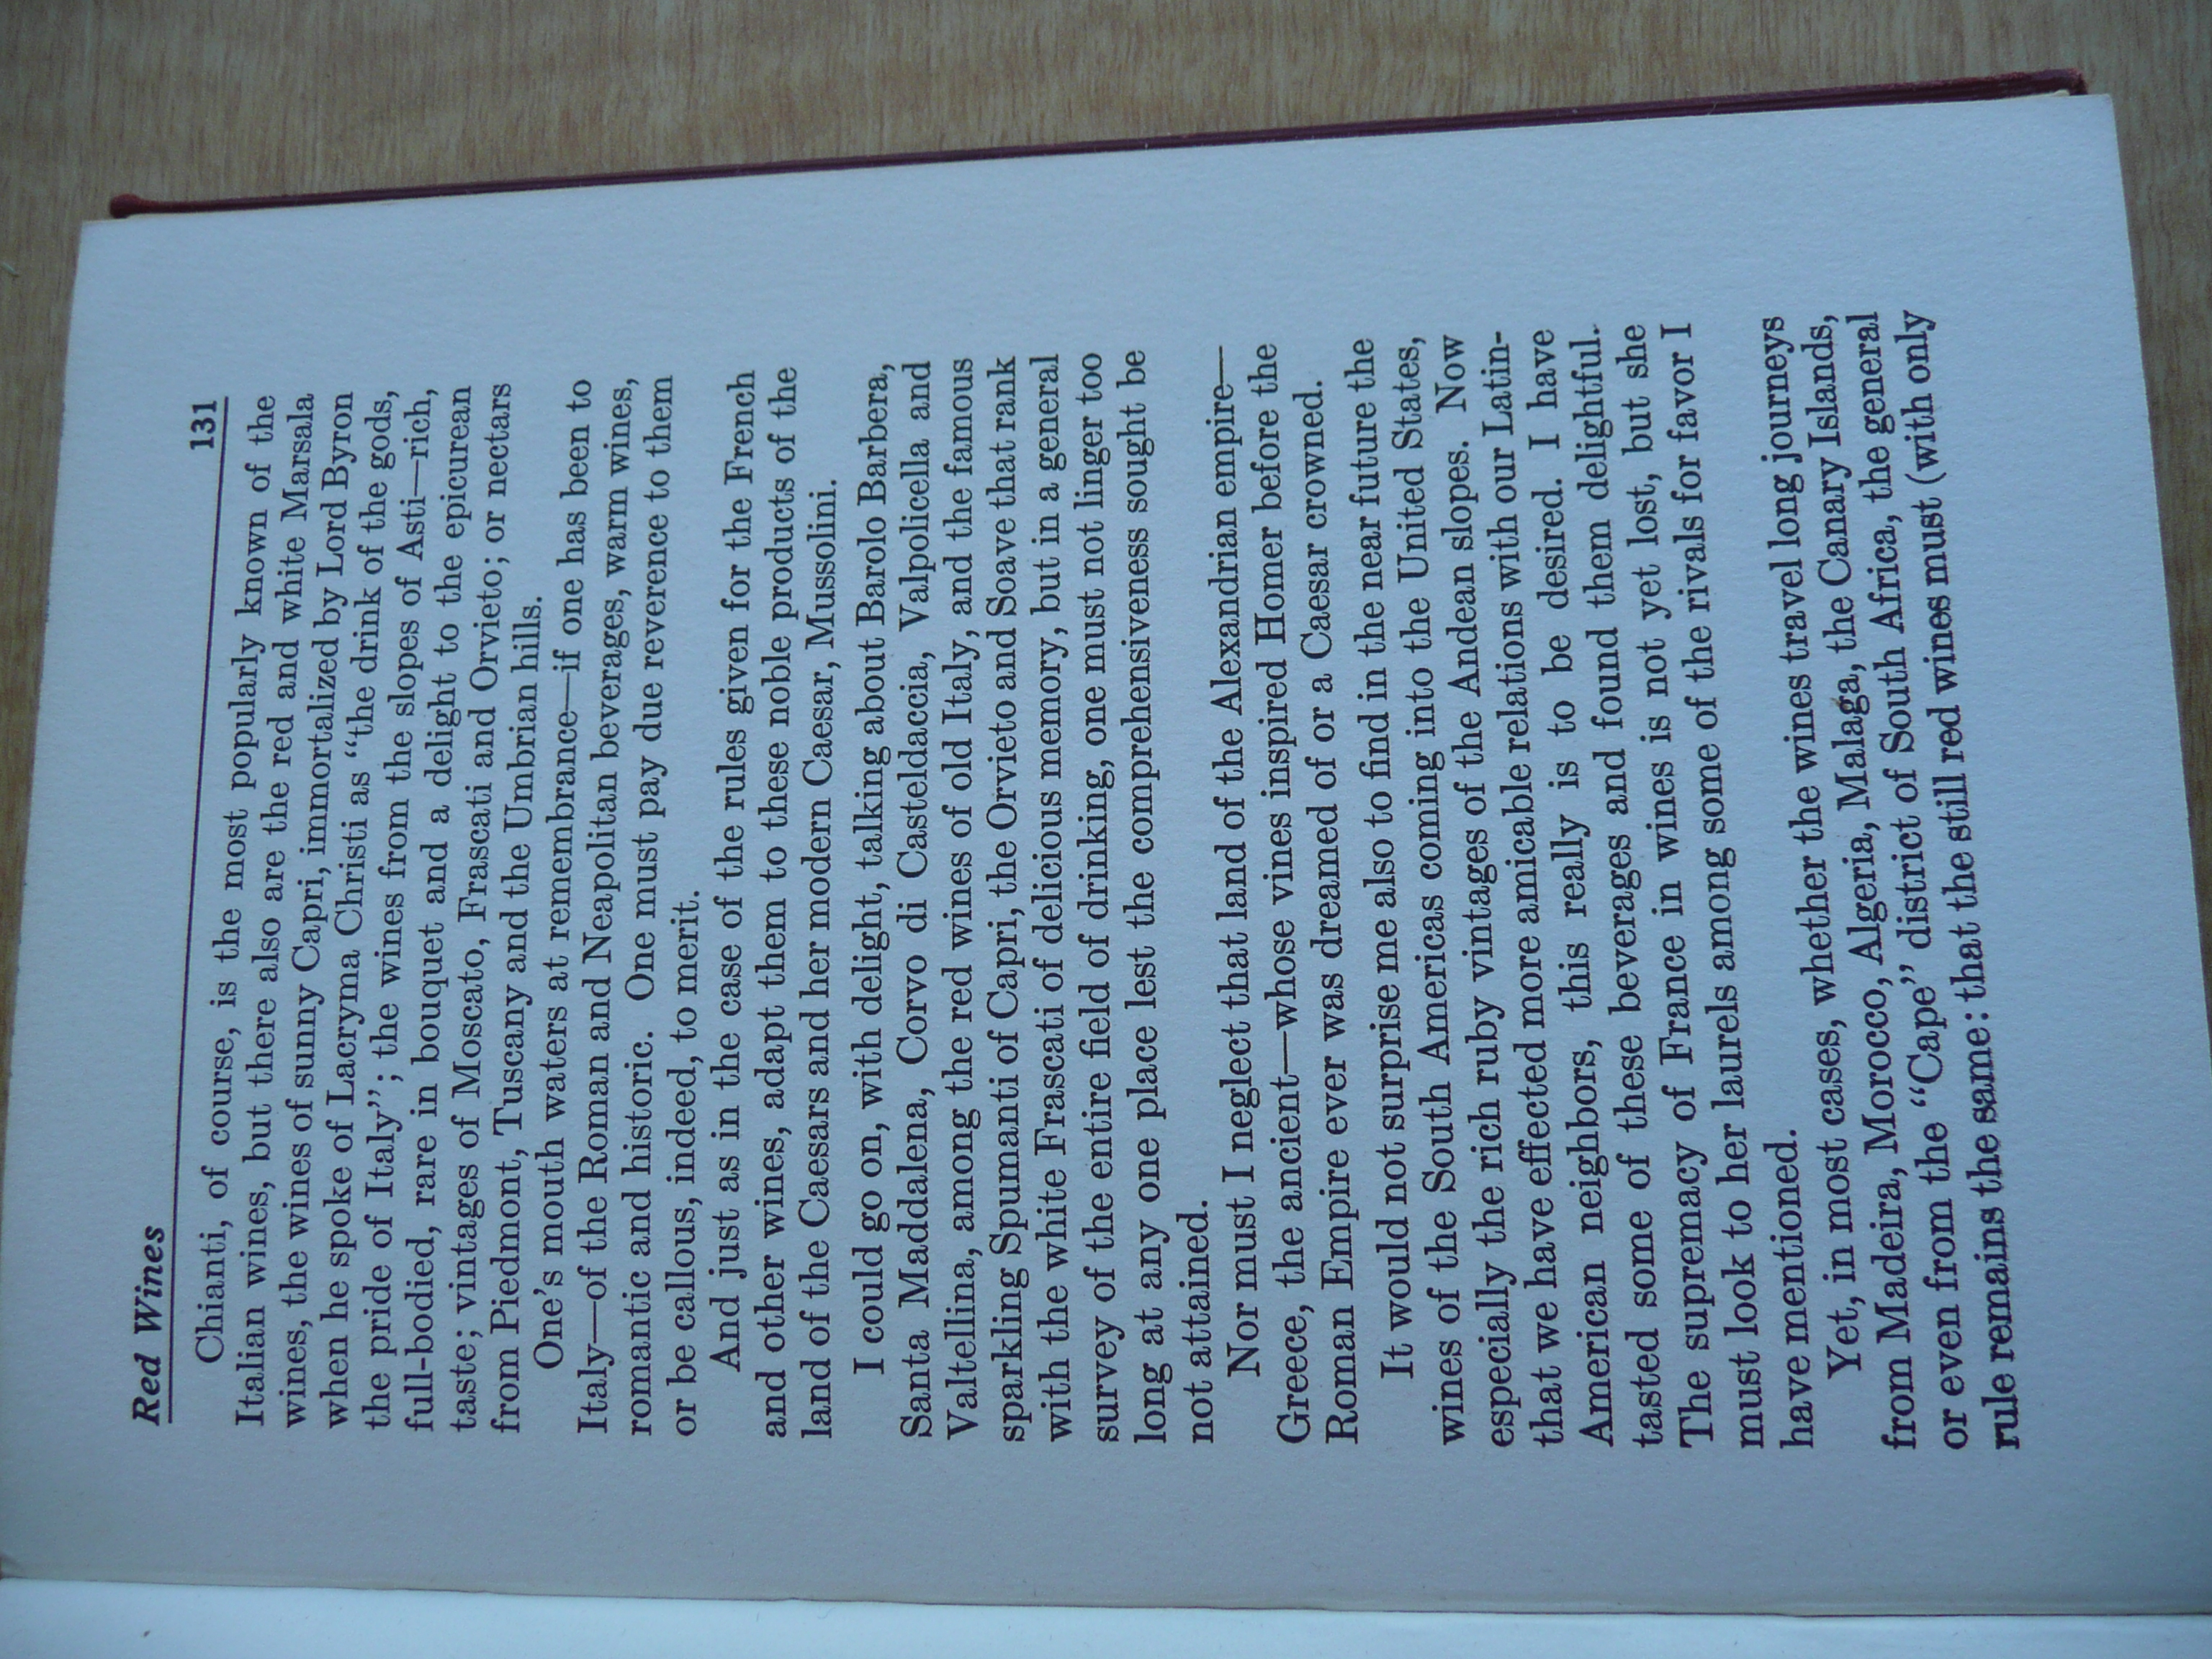 Red Wines 131
Chianti, of course, is the most popularly known of the
Italian wines, but there also are the red and white Marsala
wines, the wines of sunny Capri, immortalized by Lord Byron
when he spoke of Lacryma Christi as “the drink of the gods,
the pride of Italy”; the wines from the slopes of Asti—rich,
full-bodied, rare in bouquet and a delight to the epicurean
taste; vintages of Moscato, Frascati and Orvieto; or nectars
from Piedmont, Tuscany and the Umbrian hills.
One’s mouth waters at remembrance—if one has been to
Italy—of the Roman and Neapolitan beverages, warm wines,
romantic and historic. One must pay due reverence to them
or be callous, indeed, to merit.
And just as in the case of the rules given for the French
and other wines, adapt them to these noble products of the
land of the Caesars and her modern Caesar, Mussolini.
I could go on, with delight, talking about Barolo Barbera,
Santa Maddalena, Corvo di Casteldaccia, Valpolicella and
Valtellina, among the red wines of old Italy, and the famous
sparkling Spumanti of Capri, the Orvieto and Soave that rank
with the white Frascati of delicious memory, but in a general
survey of the entire field of drinking, one must not linger too
long at any one place lest the comprehensiveness sought be
not attained.
Nor must I neglect that land of the Alexandrian empire—
Greece, the ancient—whose vines inspired Homer before the
Roman Empire ever was dreamed of or a Caesar crowned.
It would not surprise me also to find in the near future the
wines of the South Americas coming into the United States,
especially the rich ruby vintages of the Andean slopes. Now
that we have effected more amicable relations with our Latin-
American neighbors, this really is to be desired. I have
tasted some of these beverages and found them delightful.
The supremacy of France in wines is not yet lost, but she
must look to her laurels among some of the rivals for favor I
have mentioned.
Yet, in most cases, whether the wines travel long journeys
from Madeira, Morocco, Algeria, Malaga, the Canary Islands,
or even from the “Cape” district of South Africa, the general
rule remains the same: that the still red wines must (with only